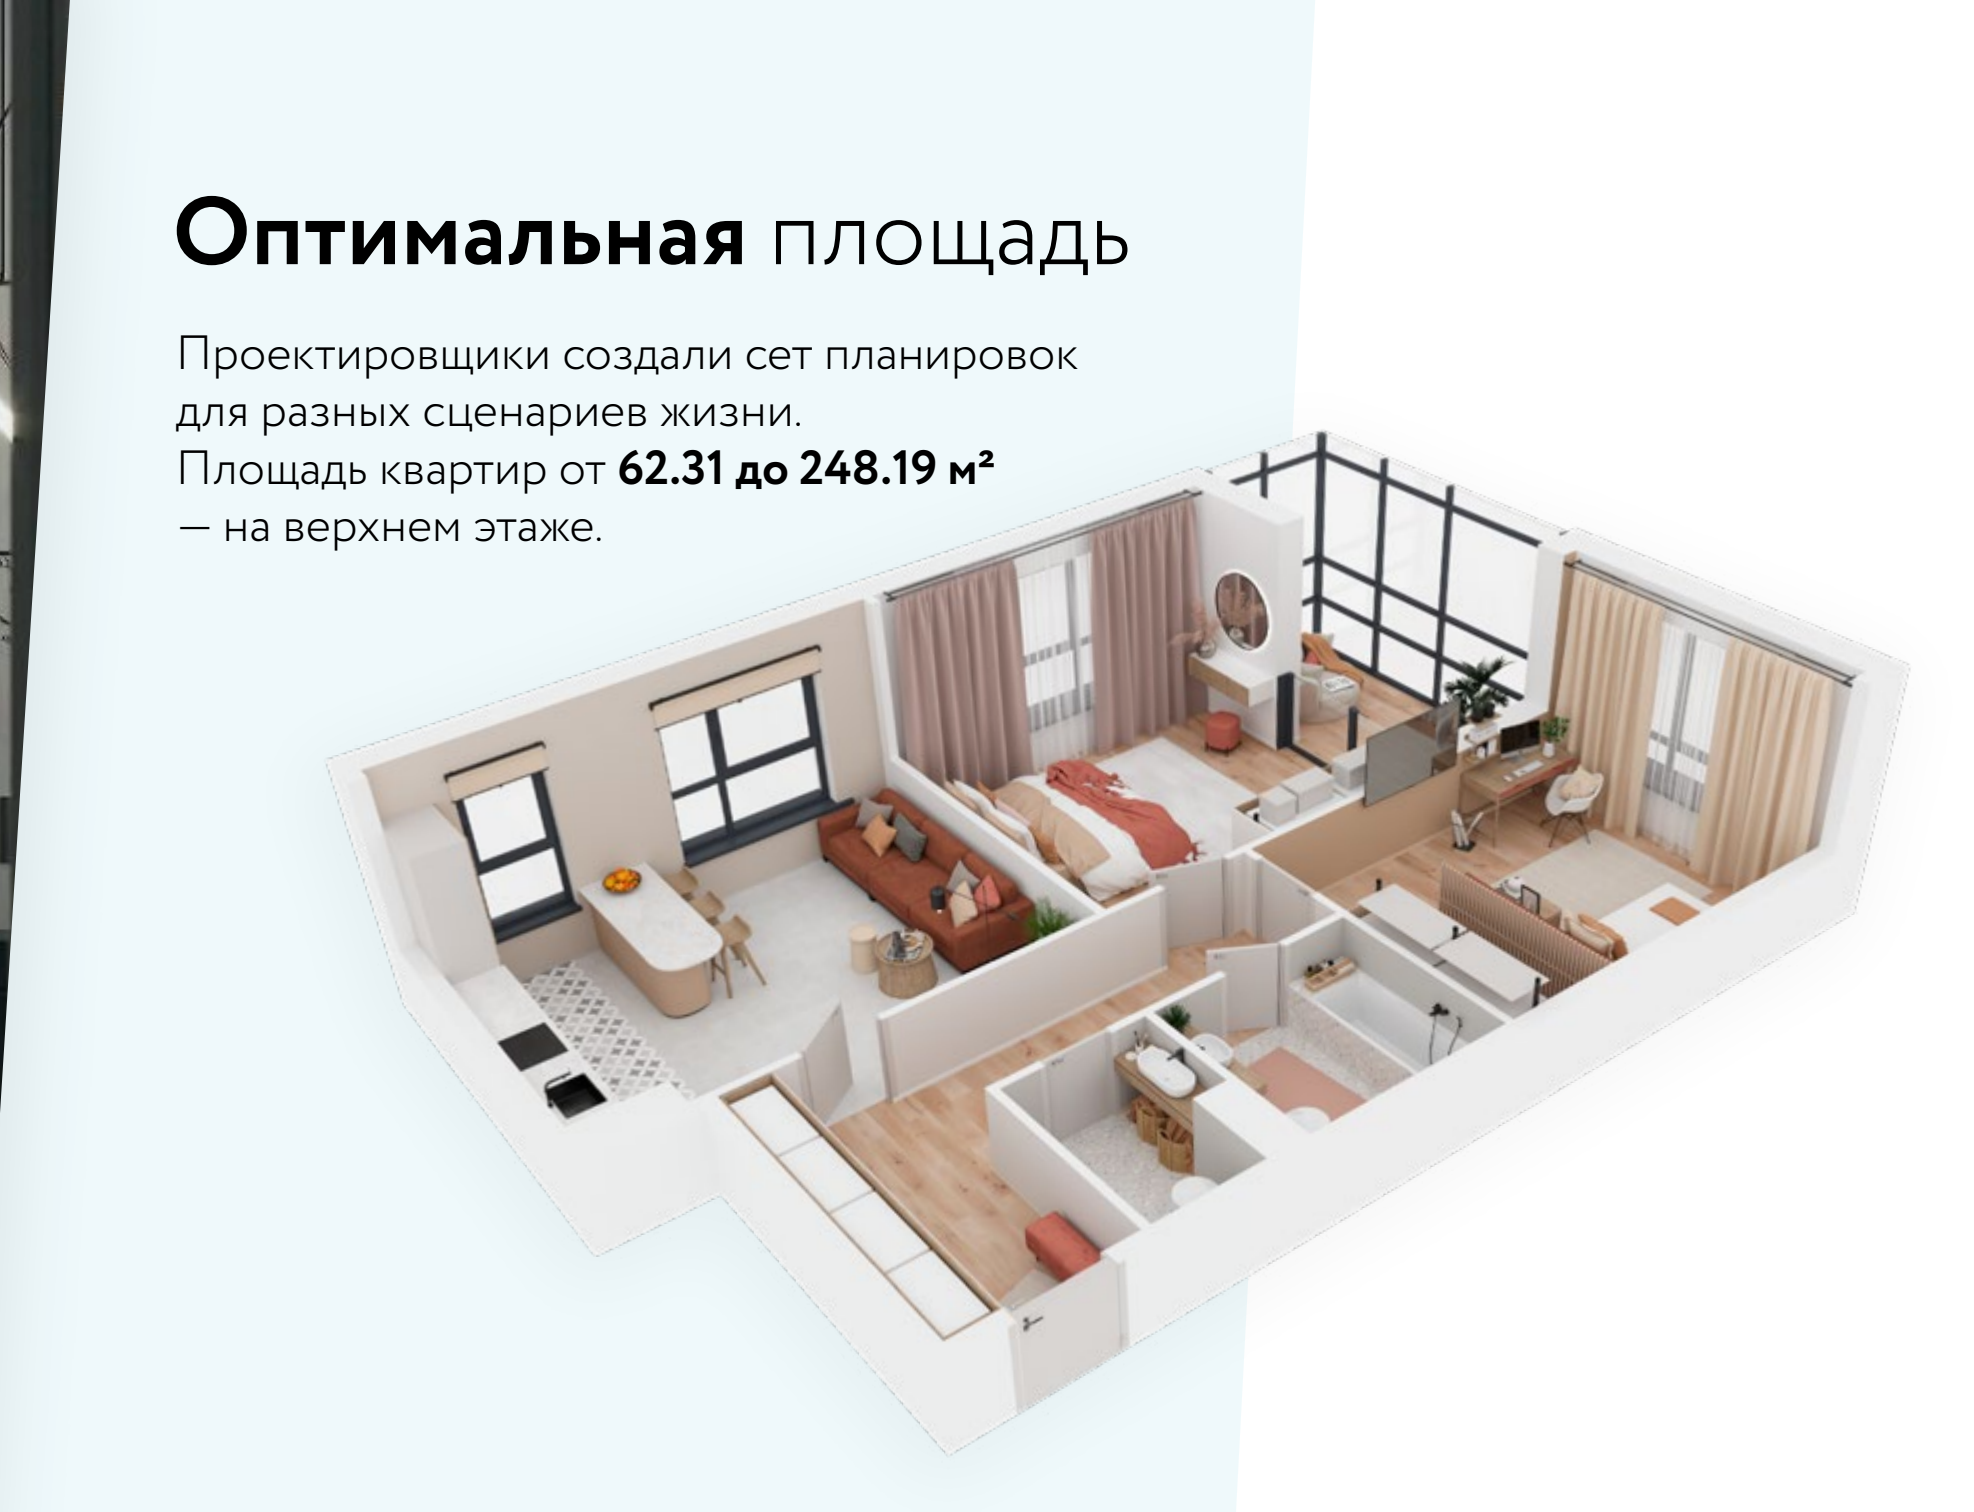 Оптимальная площадь
Проектировщики создали сет планировок
для разных сценариев жизни.
Площадь квартир от 62.31 до 248.19 м²
— на верхнем этаже.